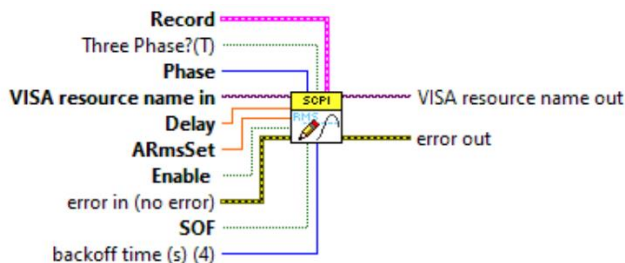 Record
Three Phase?(T)
Phase
VISA resource name in
Delay
ARmsSet
Enable
error in (no error)
SOF
backoff time (s) (4)
SCPI
RMS
VISA resource name out
error out